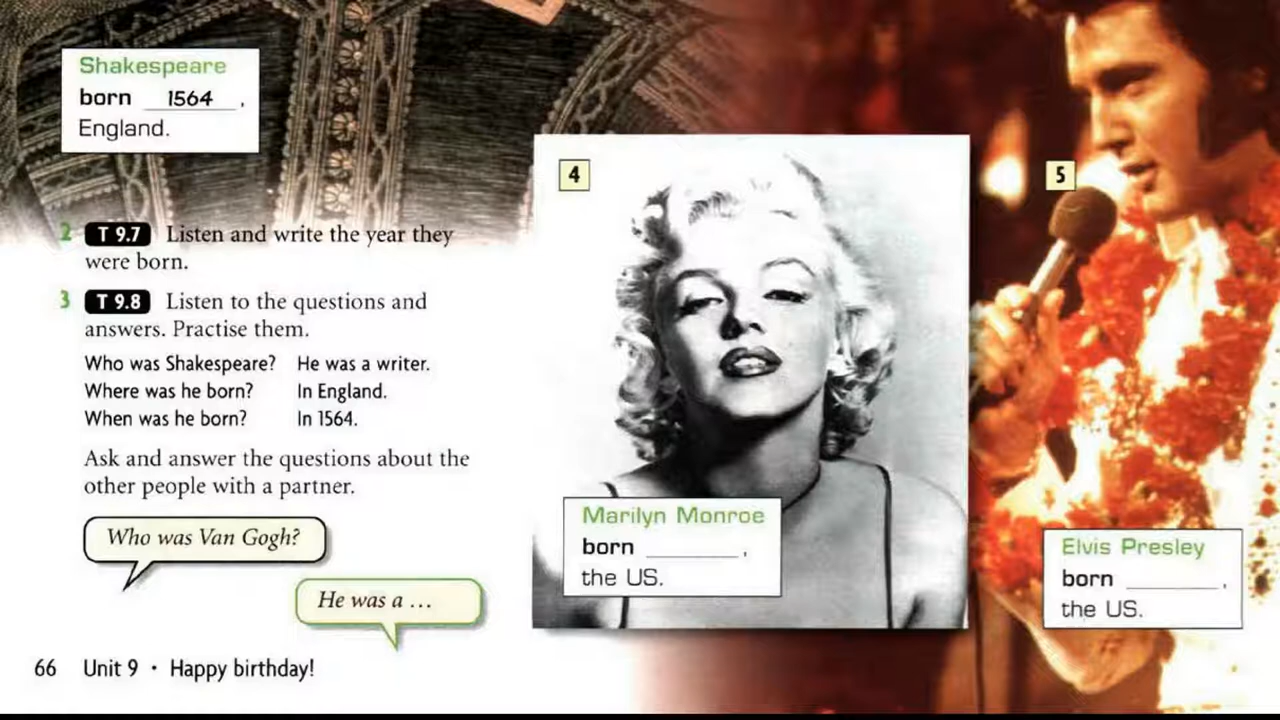 Shakespeare
born 1564 ,
England.
2 T 9.7 Listen and write the year they
were born.
3 T 9.8 Listen to the questions and
answers. Practise them.
Who was Shakespeare? He was a writer.
Where was he born? In England.
When was he born? In 1564.
Ask and answer the questions about the
other people with a partner.
Who was Van Gogh?
He was a ...
66 Unit 9 • Happy birthday!
4
Marilyn Monroe
born ________ ,
the US.
5
Elvis Presley
born ________ ,
the US.